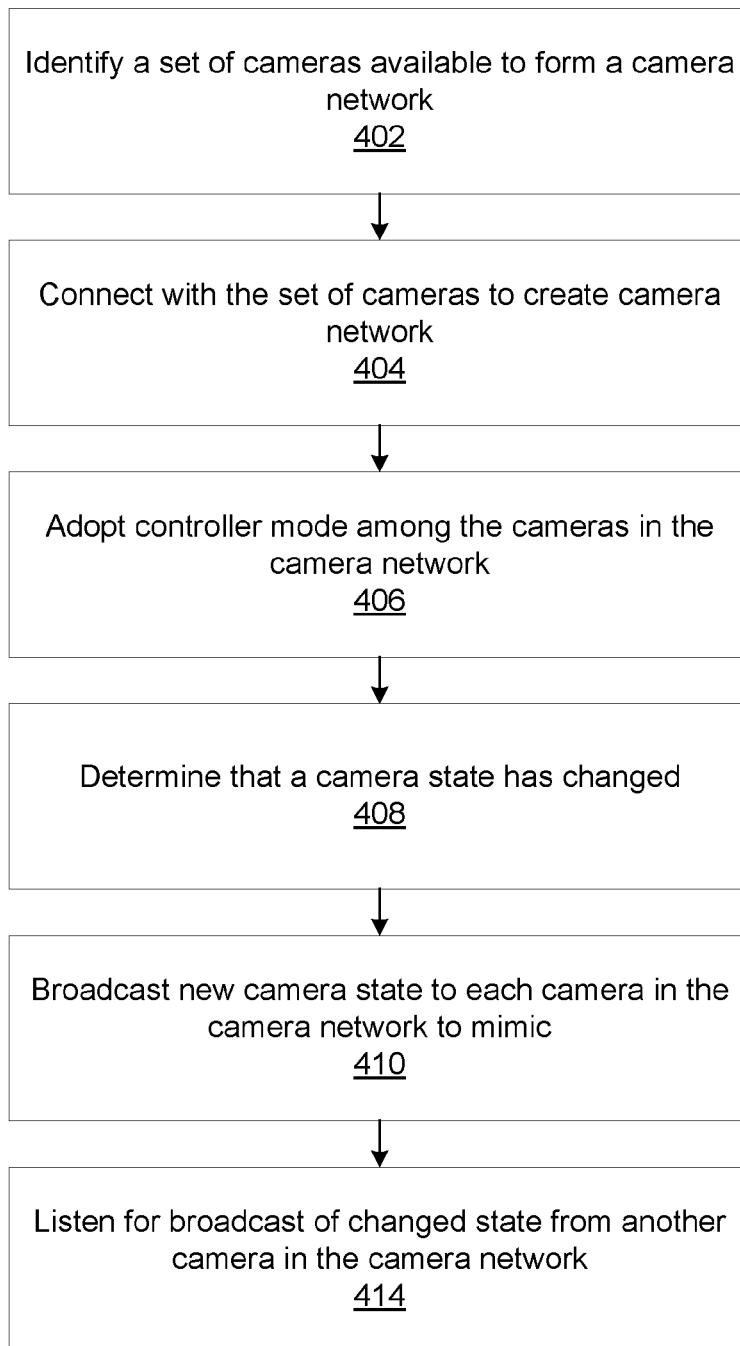 Identify a set of cameras available to form a camera
network
402
Connect with the set of cameras to create camera
network
404
Adopt controller mode among the cameras in the
camera network
406
Determine that a camera state has changed
408
Broadcast new camera state to each camera in the
camera network to mimic
410
Listen for broadcast of changed state from another
camera in the camera network
414